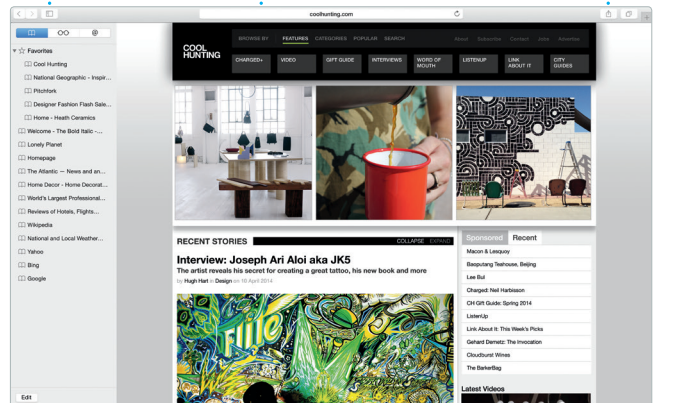 coolhunting.com
Favorites
Cool Hunting
National Geographic - Inspir...
Pitchfork
Designer Fashion Flash Sale...
Home - Heath Ceramics
Welcome - The Bold Italic -...
Lonely Planet
Homepage
The Atlantic — News and an...
Home Decor - Home Decorat...
World's Largest Professional...
Reviews of Hotels, Flights...
Wikipedia
National and Local Weather...
Yahoo
Bing
Google
Edit
COOL
HUNTING
BROWSE BY FEATURES CATEGORIES POPULAR SEARCH
About Subscribe Contact Jobs Advertise
CHARGED+
VIDEO
GIFT GUIDE
INTERVIEWS
WORD OF
MOUTH
LISTENUP
LINK
ABOUT IT
CITY
GUIDES
RECENT STORIES
COLLAPSE EXPAND
Interview: Joseph Ari Aloi aka JK5
The artist reveals his secret for creating a great tattoo, his new book and more
by Hugh Hart in Design on 16 April 2014
Sponsored Recent
Macon & Lesquoy
Baoputang Teahouse, Beijing
Lee Bul
Charged: Neil Harbisson
CH Gift Guide: Spring 2014
ListenUp
Link About It: This Week's Picks
Gehard Demetz: The Invocation
Cloudburst Wines
The BarkerBag
Latest Videos